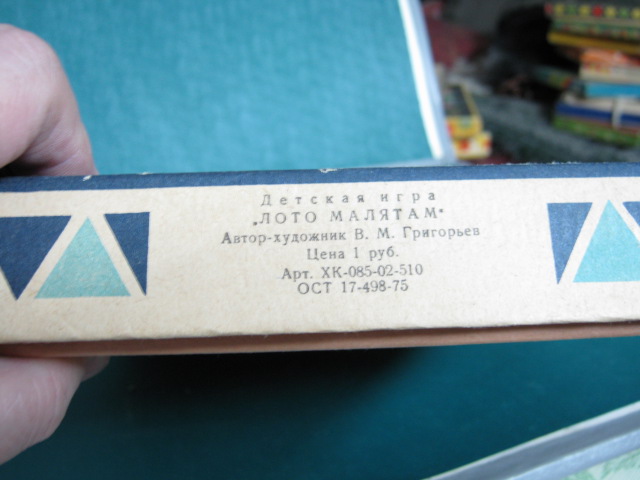 Детская игра
„ЛОТО МАЛЯТАМ“
Автор-художник В. М. Григорьев
Цена 1 руб.
Арт. ХК-085-02-510
ОСТ 17-498-75